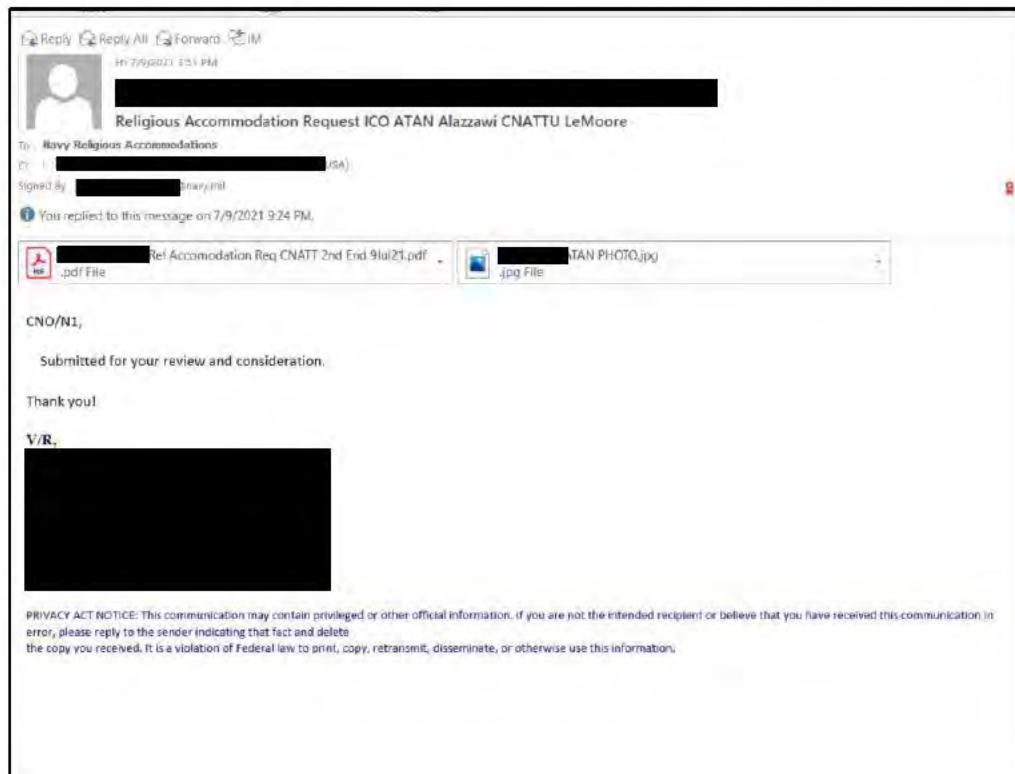 Reply Reply All Forward IM
Fri 7/9/2021 PM
Religious Accommodation Request ICO ATAN Alazzawi CNATTU LeMoore
To Navy Religious Accommodations
USA)
Signed By
You replied to this message on 7/9/2021 9:24 PM.
Rel Accomodation Req CNATT 2nd End 9Jul21.pdf
.pdf File
ATAN PHOTO.jpg
.jpg File
CNO/N1,
Submitted for your review and consideration.
Thank you!
V/R,
PRIVACY ACT NOTICE: This communication may contain privileged or other official information. If you are not the intended recipient or believe that you have received this communication in
error, please reply to the sender indicating that fact and delete
the copy you received. It is a violation of Federal law to print, copy, retransmit, disseminate, or otherwise use this information.